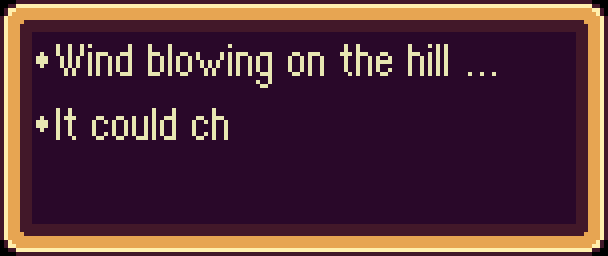 •Wind blowing on the hill ...
•It could ch